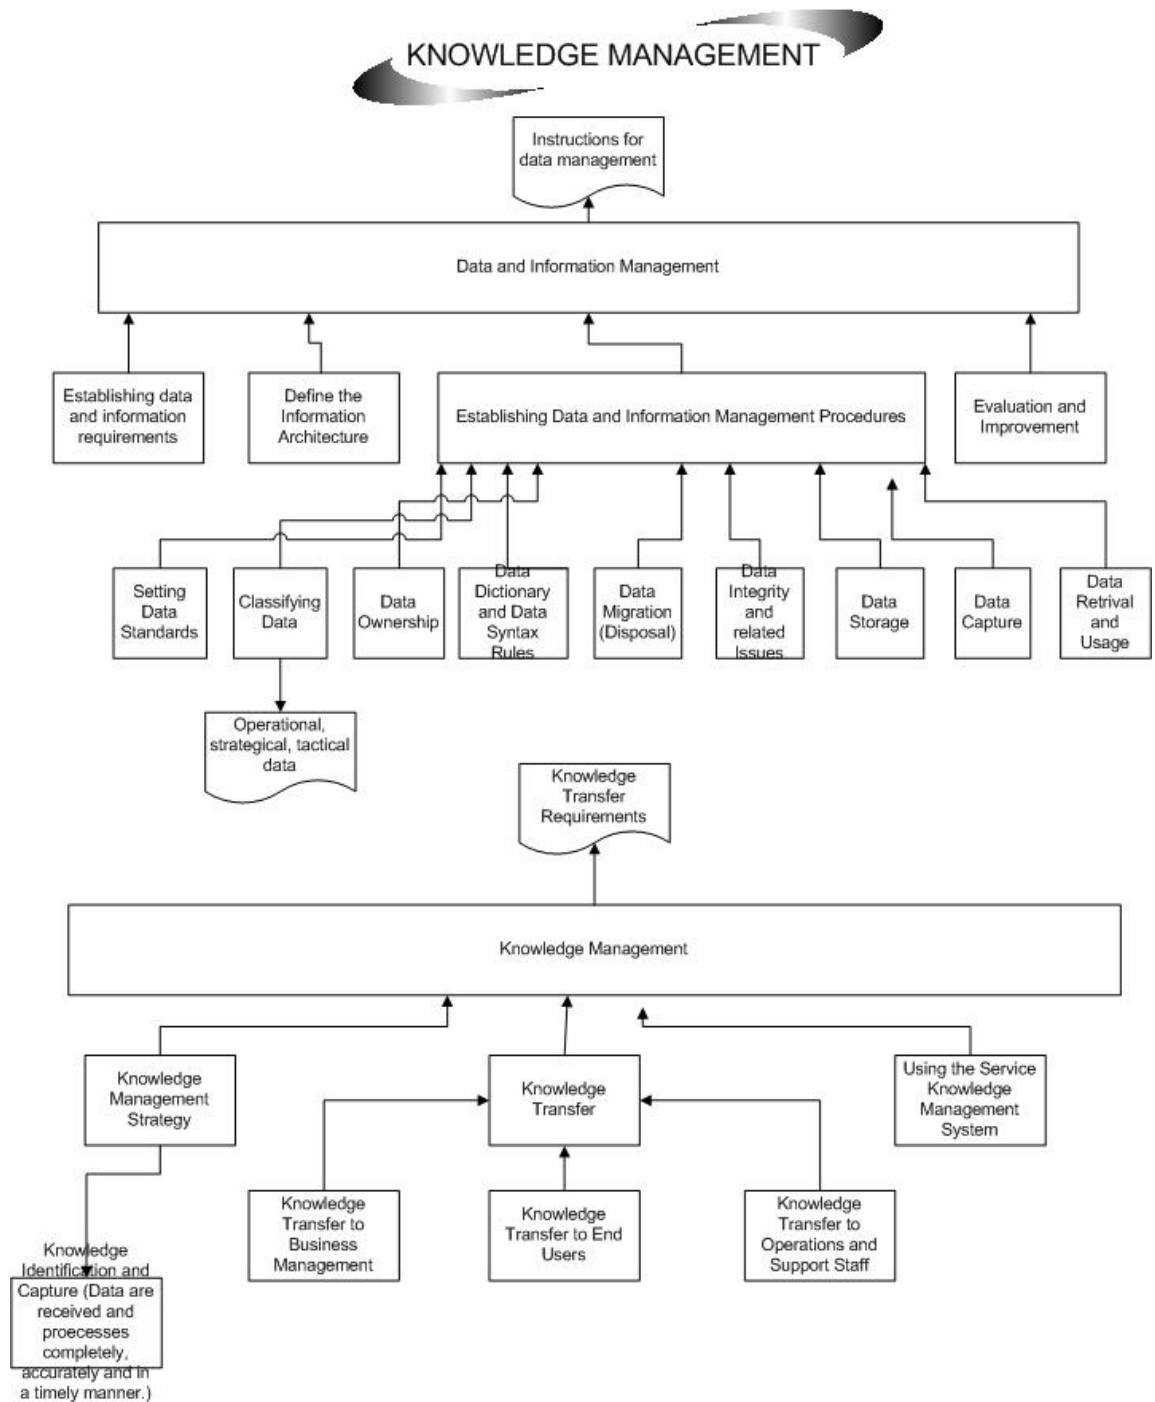 KNOWLEDGE MANAGEMENT
Instructions for
data management
Data and Information Management
Establishing data
and information
requirements
Define the
Information
Architecture
Establishing Data and Information Management Procedures
Evaluation and
Improvement
Setting
Data
Standards
Classifying
Data
Data
Ownership
Data
Dictionary
and Data
Syntax
Rules
Data
Migration
(Disposal)
Data
Integrity
and
related
Issues
Data
Storage
Data
Capture
Data
Retrival
and
Usage
Operational,
strategical, tactical
data
Knowledge
Transfer
Requirements
Knowledge Management
Knowledge
Management
Strategy
Knowledge
Transfer
Using the Service
Knowledge
Management
System
Knowledge
Transfer to
Business
Management
Knowledge
Transfer to End
Users
Knowledge
Transfer to
Operations and
Support Staff
Knowledge
Identification and
Capture (Data are
received and
proecesses
completely,
accurately and in
a timely manner.)